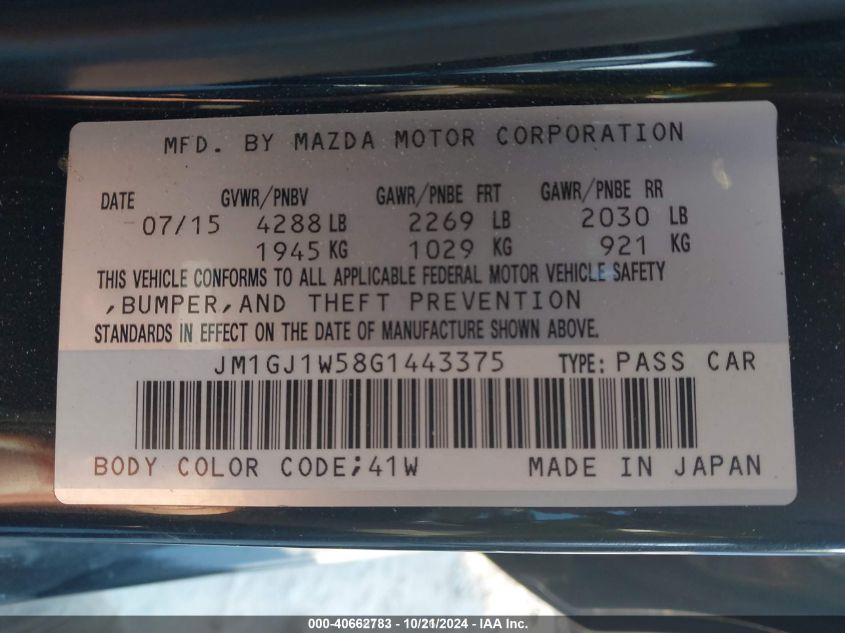 MFD. BY MAZDA MOTOR CORPORATION
DATE GVWR/PNBV GAWR/PNBE FRT GAWR/PNBE RR
07/15 4288 LB 2269 LB 2030 LB
1945 KG 1029 KG 921 KG
THIS VEHICLE CONFORMS TO ALL APPLICABLE FEDERAL MOTOR VEHICLE SAFETY
,BUMPER,AND THEFT PREVENTION
STANDARDS IN EFFECT ON THE DATE OF MANUFACTURE SHOWN ABOVE.
JM1GJ1W58G1443375 TYPE: PASS CAR
BODY COLOR CODE;41W MADE IN JAPAN
000-40662783 - 10/21/2024 - IAA Inc.